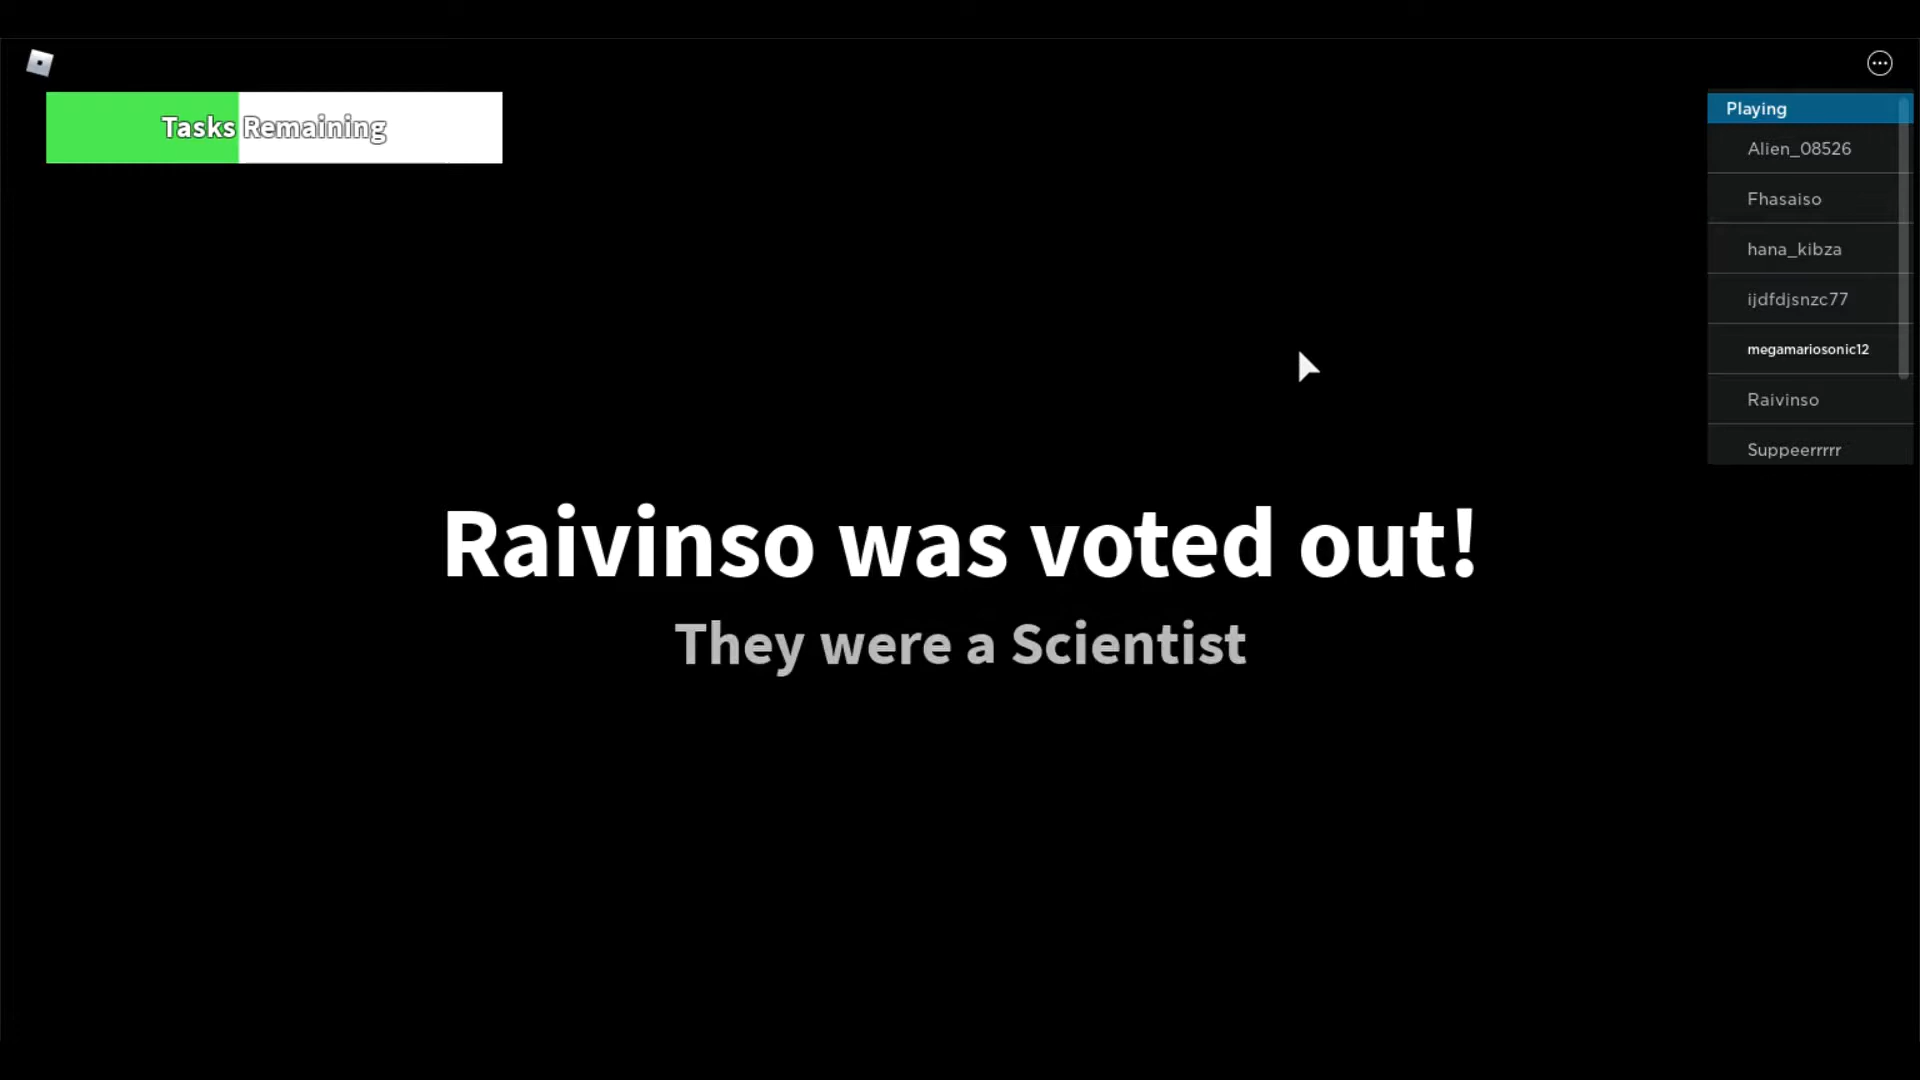 Tasks Remaining
Playing
Alien_08526
Fhasaiso
hana_kibza
ijdfdjsnzc77
megamariosonic12
Raivinso
Suppeerrrrr
Raivinso was voted out!
They were a Scientist